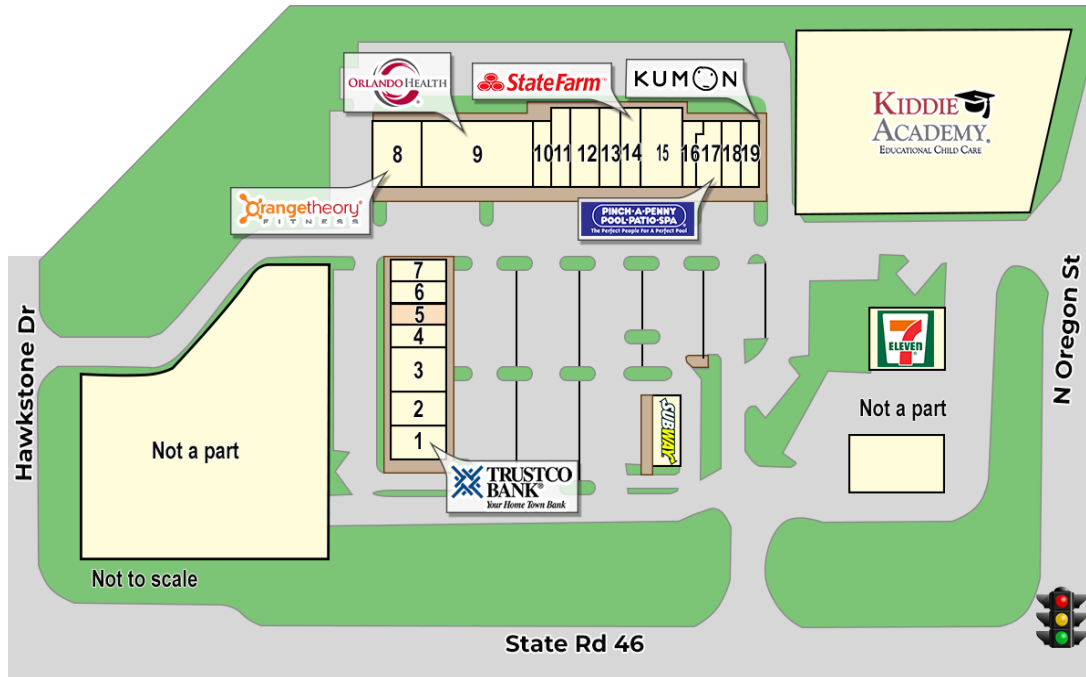 ORLANDO HEALTH®
StateFarm™
KUMON
KIDDIE
ACADEMY®
EDUCATIONAL CHILD CARE
8
9
10
11
12
13
14
15
16
17
18
19
Orangetheory®
FITNESS
PINCH·A·PENNY
POOL·PATIO·SPA
The Perfect People For A Perfect Pool
7
6
5
4
3
2
1
7
ELEVEN
Not a part
SUBWAY
Not a part
TRUSTCO
BANK®
Your Home Town Bank
Not to scale
Hawkstone Dr
N Oregon St
State Rd 46